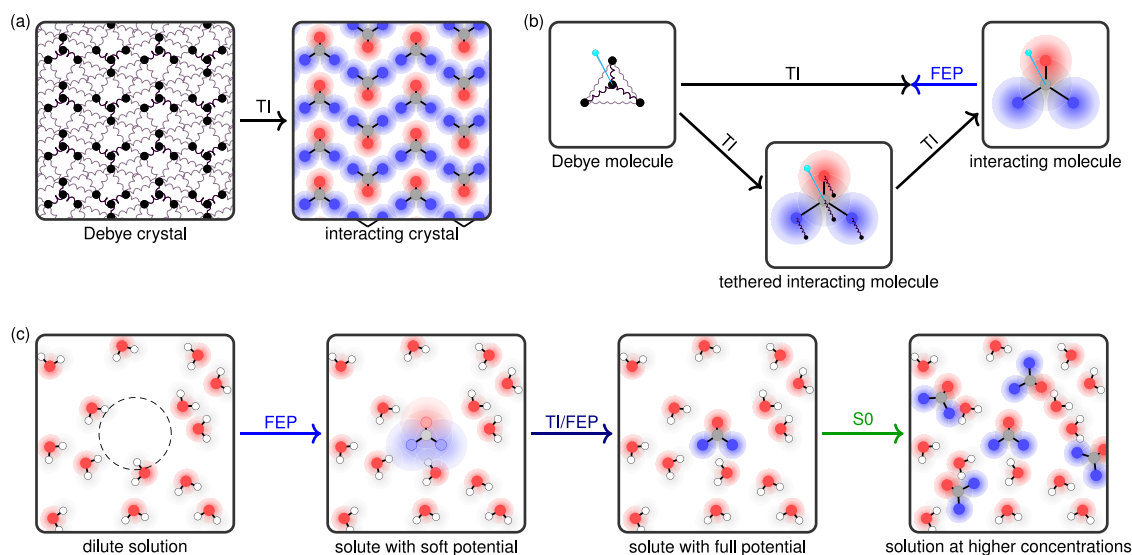 (a)
TI
Debye crystal
interacting crystal
(b)
TI
FEP
TI
TI
Debye molecule
interacting molecule
tethered interacting molecule
(c)
FEP
TI/FEP
S0
dilute solution
solute with soft potential
solute with full potential
solution at higher concentrations